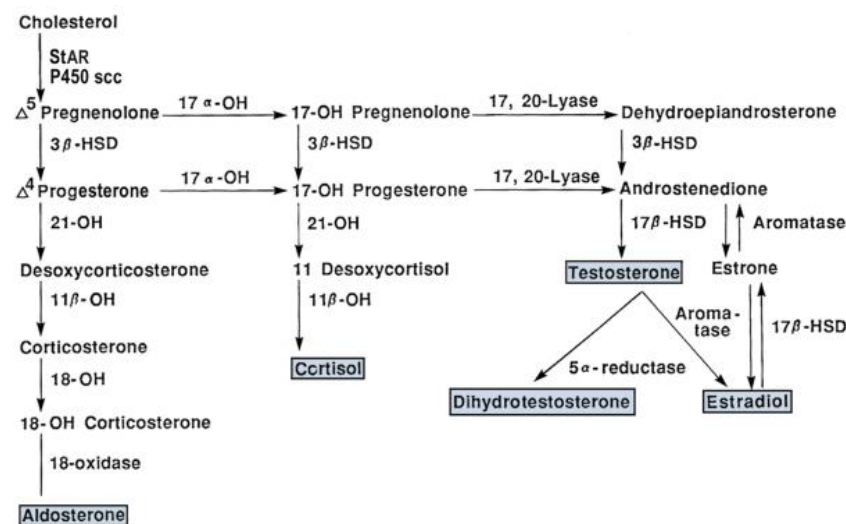 Cholesterol
StAR
P450 scc
Δ⁵ Pregnenolone
17 α-OH
17-OH Pregnenolone
17, 20-Lyase
Dehydroepiandrosterone
3β-HSD
3β-HSD
3β-HSD
Δ⁴ Progesterone
17 α-OH
17-OH Progesterone
17, 20-Lyase
Androstenedione
21-OH
21-OH
17β-HSD
Aromatase
Desoxycorticosterone
11 Desoxycortisol
Testosterone
Estrone
11β-OH
11β-OH
Aroma-
tase
17β-HSD
Corticosterone
Ccrtisol
18-OH
5α-reductase
Dihydrotestosterone
Estradiol
18-OH Corticosterone
18-oxidase
Aldosterone